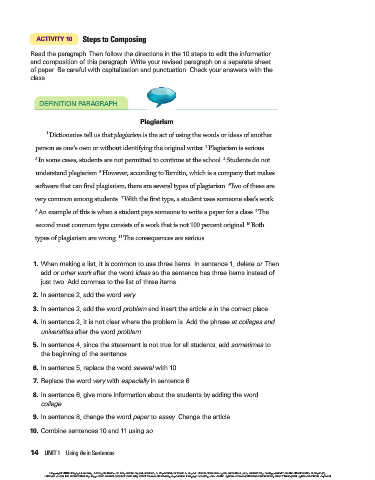 ACTIVITY 10 Steps to Composing
Read the paragraph Then follow the directions in the 10 steps to edit the information
and composition of this paragraph Write your revised paragraph on a separate sheet
of paper Be careful with capitalization and punctuation Check your answers with the
class
DEFINITION PARAGRAPH
Plagiarism
1 Dictionaries tell us that plagiarism is the act of using the words or ideas of another
person as one's own or without identifying the original writer 2 Plagiarism is serious
3 In some cases, students are not permitted to continue at the school 4 Students do not
understand plagiarism 5 However, according to Turnitin, which is a company that makes
software that can find plagiarism, there are several types of plagiarism 6 Two of these are
very common among students 7 With the first type, a student uses someone else's work
8 An example of this is when a student pays someone to write a paper for a class 9 The
second most common type consists of a work that is not 100 percent original 10 Both
types of plagiarism are wrong 11 The consequences are serious
1. When making a list, it is common to use three items In sentence 1, delete or Then
add or other work after the word ideas so the sentence has three items instead of
just two Add commas to the list of three items
2. In sentence 2, add the word very
3. In sentence 2, add the word problem and insert the article a in the correct place
4. In sentence 2, it is not clear where the problem is Add the phrase at colleges and
universities after the word problem
5. In sentence 4, since the statement is not true for all students, add sometimes to
the beginning of the sentence
6. In sentence 5, replace the word several with 10
7. Replace the word very with especially in sentence 6
8. In sentence 6, give more information about the students by adding the word
college
9. In sentence 8, change the word paper to essay Change the article
10. Combine sentences 10 and 11 using so
14 UNIT 1 Using Be in Sentences